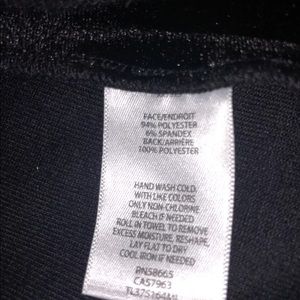 FACE/ENDROIT
94% POLYESTER
6% SPANDEX
BACK/ARRIÈRE
100% POLYESTER
HAND WASH COLD
WITH LIKE COLORS
ONLY NON-CHLORINE
BLEACH IF NEEDED
ROLL IN TOWEL TO REMOVE
EXCESS MOISTURE, RESHAPE
LAY FLAT TO DRY
COOL IRON IF NEEDED
RN58665
CA57963